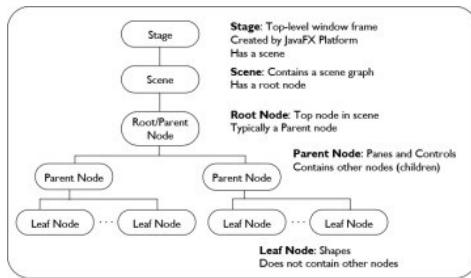 Stage
Stage: Top-level window frame
Created by JavaFX Platform
Has a scene
Scene
Scene: Contains a scene graph
Has a root node
Root/Parent
Node
Root Node: Top node in scene
Typically a Parent node
Parent Node: Panes and Controls
Contains other nodes (children)
Parent Node
Parent Node
Leaf Node ... Leaf Node
Leaf Node ... Leaf Node
Leaf Node: Shapes
Does not contain other nodes